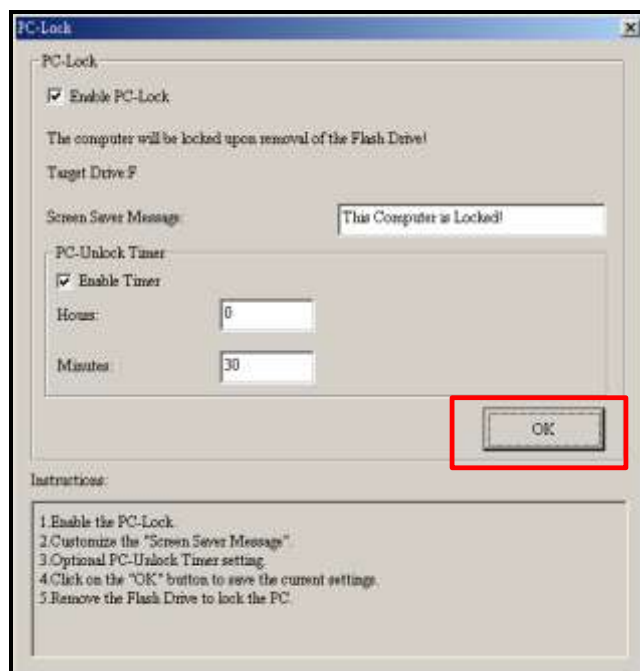 PC-Lock
PC-Lock
Enable PC-Lock
The computer will be locked upon removal of the Flash Drive!
Target Drive:F
Screen Saver Message: This Computer is Locked!
PC-Unlock Timer
Enable Timer
Hours: 0
Minutes: 30
OK
Instructions:
1.Enable the PC-Lock.
2.Customize the "Screen Saver Message".
3.Optional PC-Unlock Timer setting.
4.Click on the "OK" button to save the current settings.
5.Remove the Flash Drive to lock the PC.